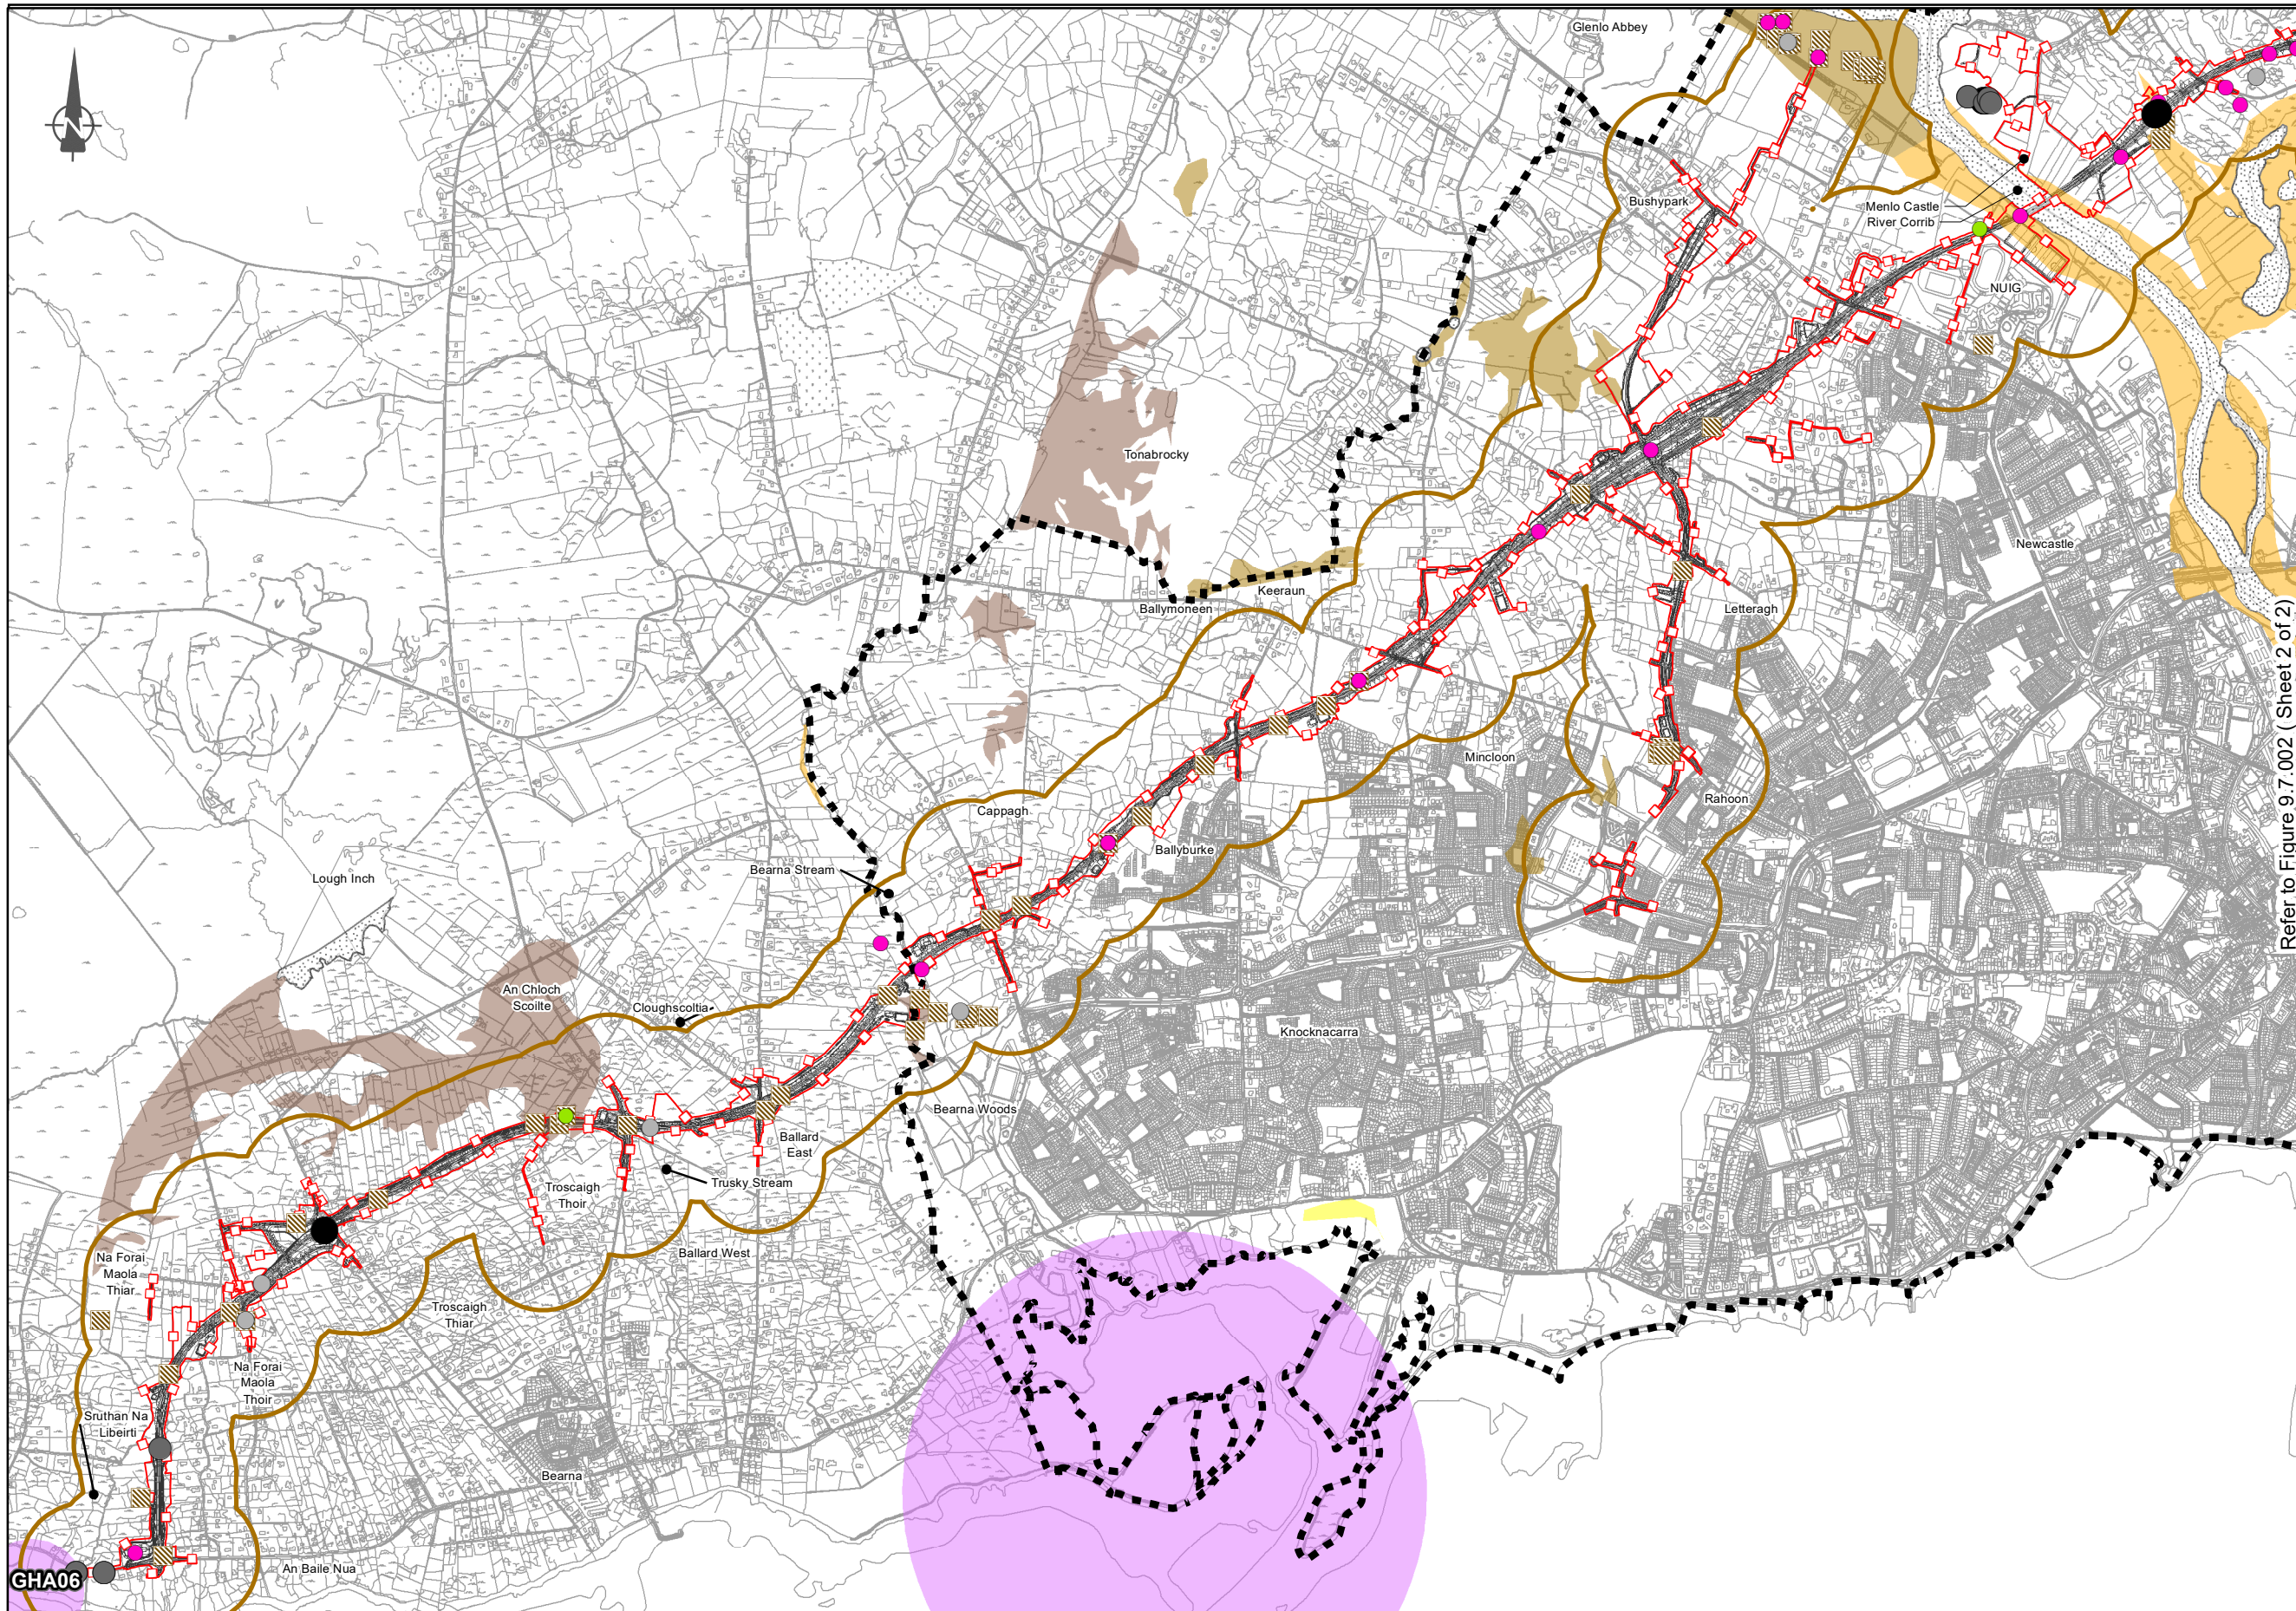 Glenlo Abbey
N
Bushypark
Menlo Castle
River Corrib
NUIG
Tonabrocky
Newcastle
Keeraun
Ballymoneen
Letteragh
Refer to Figure 9.7.002 ( Sheet 2 of 2)
Mincloon
Rahoon
Cappagh
Ballyburke
Bearna Stream
Lough Inch
An Chloch
Scoilte
Cloughscoltia
Knocknacarra
Bearna Woods
Ballard
East
Trusky Stream
Troscaigh
Thoir
Ballard West
Na Forai
Maola
Thiar
Troscaigh
Thiar
Na Forai
Maola
Thoir
Sruthan Na
Libeirti
Bearna
An Baile Nua
GHA06